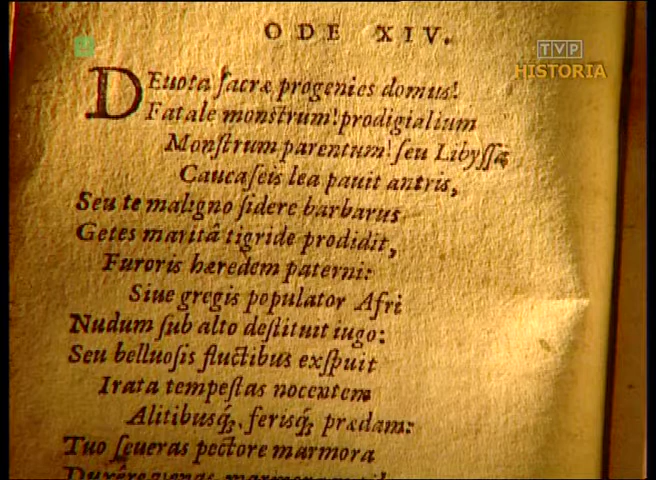 ODE XIV.
TVP
HISTORIA
DEuota ſacræ progenies domus!
Fatale monſtrum! prodigialium
Monſtrum parentum! ſeu Libyſſa
Caucaſeis lea pauit antris,
Seu te maligno ſidere barbarus
Getes maritâ tigride prodidit,
Furoris hæredem paterni:
Siue gregis populator Afri
Nudum ſub alto deſtituit iugo:
Seu belluoſis fluctibus exſpuit
Irata tempeſtas nocentem
Alitibusq́; feriſq́; prædam:
Tuo ſeueras pectore marmora